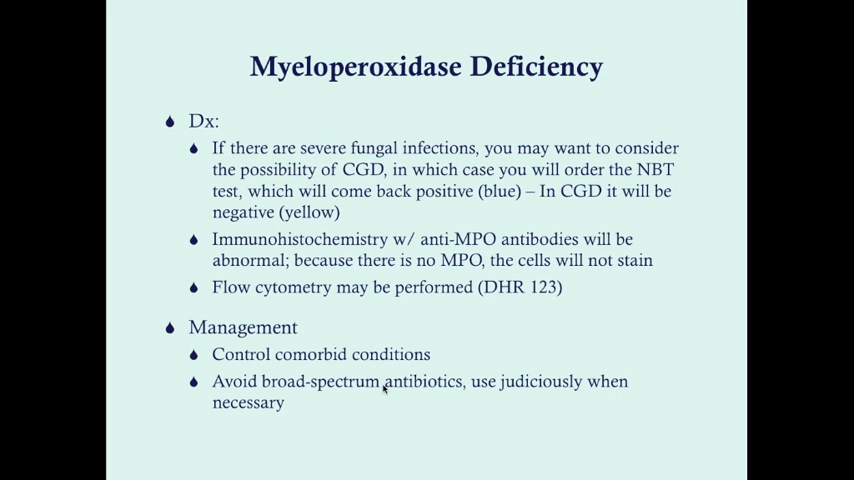 Myeloperoxidase Deficiency
Dx:
If there are severe fungal infections, you may want to consider
the possibility of CGD, in which case you will order the NBT
test, which will come back positive (blue) – In CGD it will be
negative (yellow)
Immunohistochemistry w/ anti-MPO antibodies will be
abnormal; because there is no MPO, the cells will not stain
Flow cytometry may be performed (DHR 123)
Management
Control comorbid conditions
Avoid broad-spectrum antibiotics, use judiciously when
necessary